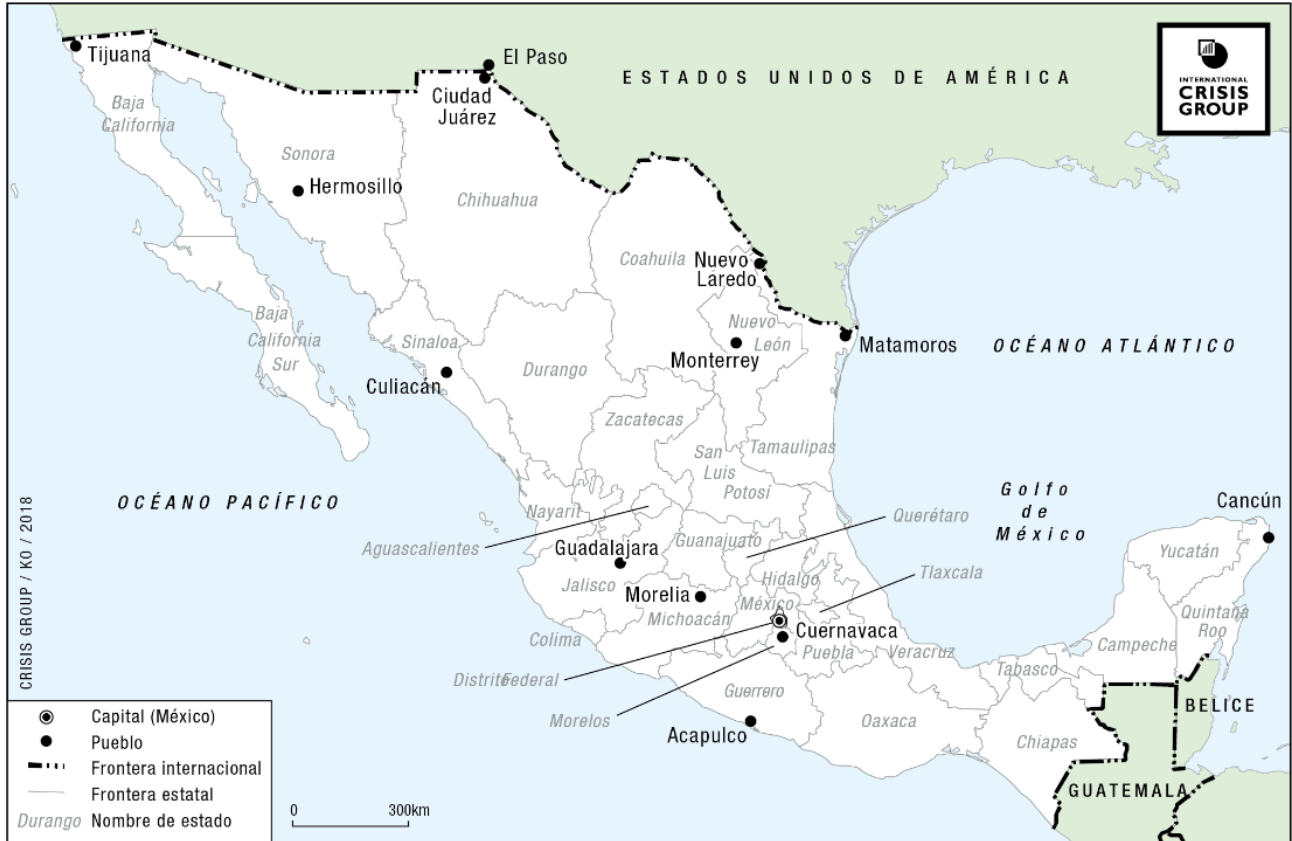 Tijuana
El Paso
Ciudad
Juárez
ESTADOS UNIDOS DE AMÉRICA
INTERNATIONAL
CRISIS
GROUP
Baja
California
Sonora
Hermosillo
Chihuahua
Coahuila
Nuevo
Láredo
Nuevo
León
Monterrey
Matamoros
OCÉANO ATLÁNTICO
Baja
California
Sur
Sinaloa
Culiacán
Durango
Zacatecas
San
Luis
Potosí
Tamaulipas
OCÉANO PACÍFICO
Golfo
de
México
Cancún
Nayarit
Aguascalientes
Guadalajara
Guanajuato
Querétaro
Yucatán
Jalisco
Hidalgo
Tlaxcala
Morelia
México
Michoacán
Colima
Cuernavaca
Puebla
Veracruz
Quintana
Roo
Campeche
Tabasco
Distrito Federal
Guerrero
Morelos
Oaxaca
Acapulco
Chiapas
BELICE
GUATEMALA
CRISIS GROUP / KO / 2018
Capital (México)
Pueblo
Frontera internacional
Frontera estatal
Durango Nombre de estado
0 300km